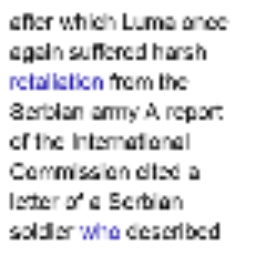 after which Luma once
again suffered harsh
retaliation from the
Serbian army A report
of the International
Commission cited a
letter of a Serbian
soldier who described